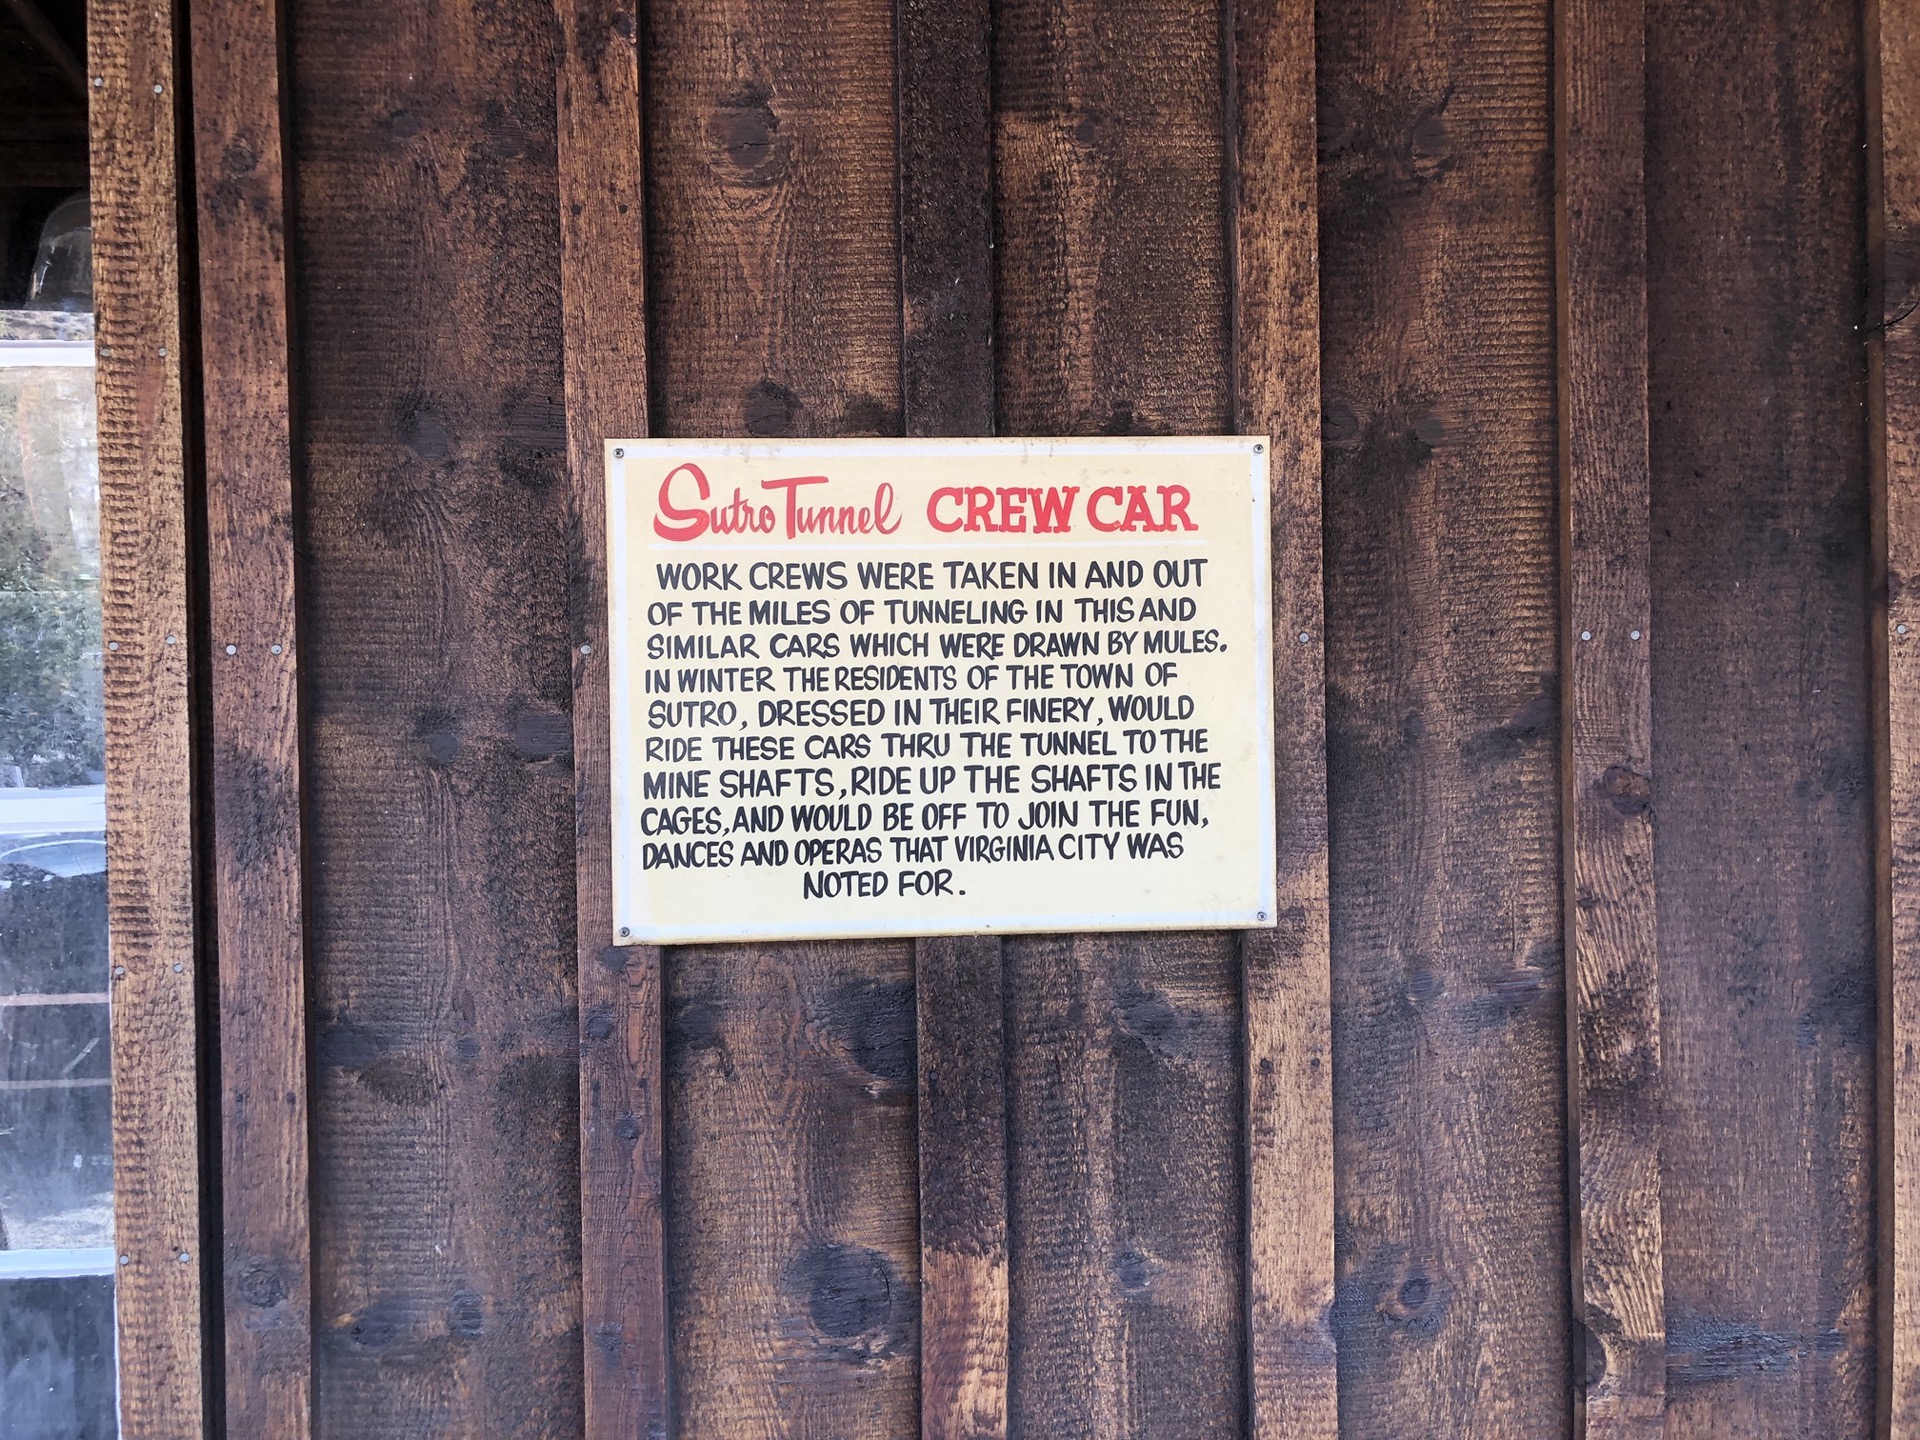 Sutro Tunnel CREW CAR
WORK CREWS WERE TAKEN IN AND OUT
OF THE MILES OF TUNNELING IN THIS AND
SIMILAR CARS WHICH WERE DRAWN BY MULES.
IN WINTER THE RESIDENTS OF THE TOWN OF
SUTRO, DRESSED IN THEIR FINERY, WOULD
RIDE THESE CARS THRU THE TUNNEL TO THE
MINE SHAFTS, RIDE UP THE SHAFTS IN THE
CAGES, AND WOULD BE OFF TO JOIN THE FUN,
DANCES AND OPERAS THAT VIRGINIA CITY WAS
NOTED FOR.